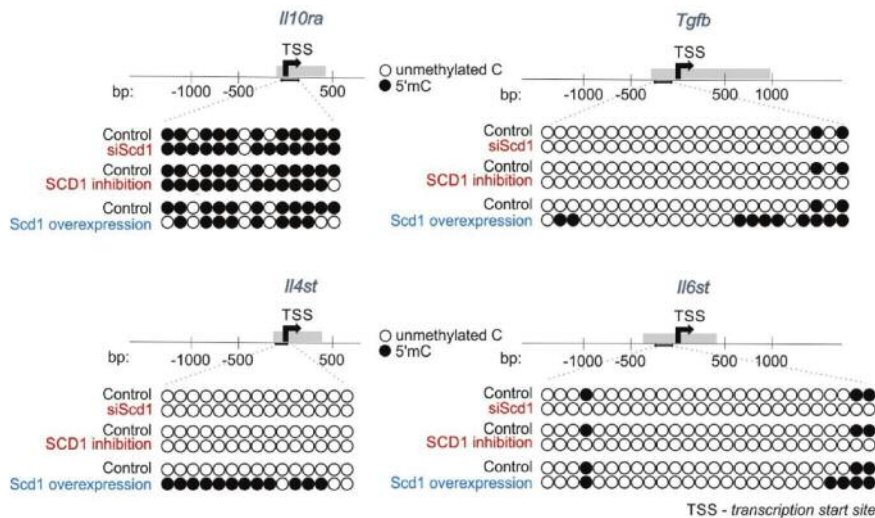 Il10ra
TSS
bp: -1000 -500 500
Control
siScd1
Control
SCD1 inhibition
Control
Scd1 overexpression
unmethylated C
5'mC
Tgfb
TSS
-1000 -500 500 1000
Control
siScd1
Control
SCD1 inhibition
Control
Scd1 overexpression
Il4st
TSS
bp: -1000 -500 500
Control
siScd1
Control
SCD1 inhibition
Control
Scd1 overexpression
unmethylated C
5'mC
Il6st
TSS
bp: -1000 500 1000
Control
siScd1
Control
SCD1 inhibition
Control
Scd1 overexpression
TSS - transcription start site